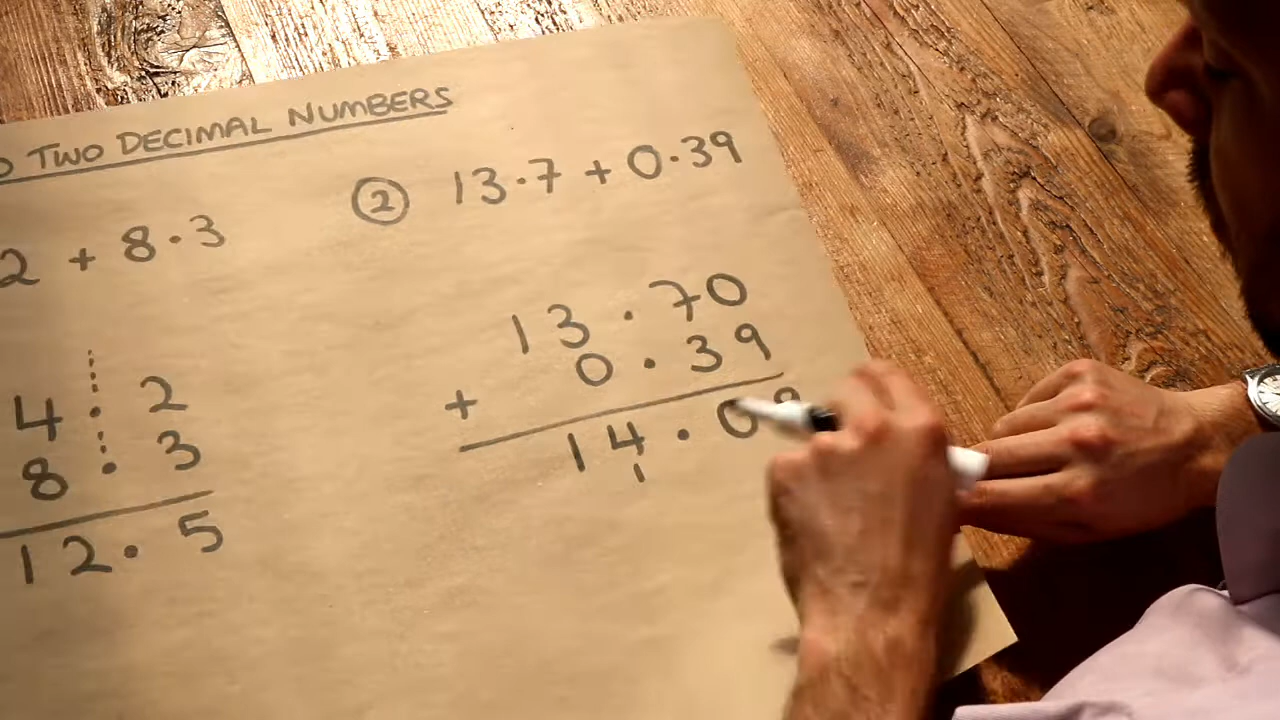 TWO DECIMAL NUMBERS
2 + 8.3
4.2
8.3
12.5
② 13.7 + 0.39
13.70
+ 0.39
14.0
1